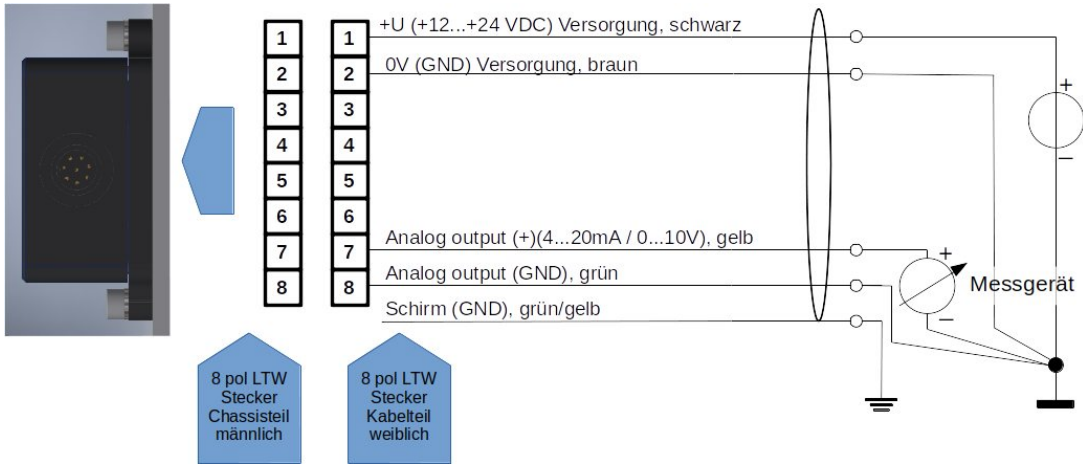 1 1 +U (+12...+24 VDC) Versorgung, schwarz
2 2 0V (GND) Versorgung, braun
3 3
4 4
5 5
6 6
7 7 Analog output (+)(4...20mA / 0...10V), gelb
8 8 Analog output (GND), grün
Schirm (GND), grün/gelb
+
–
+
–
Messgerät
8 pol LTW
Stecker
Chassisteil
männlich
8 pol LTW
Stecker
Kabelteil
weiblich